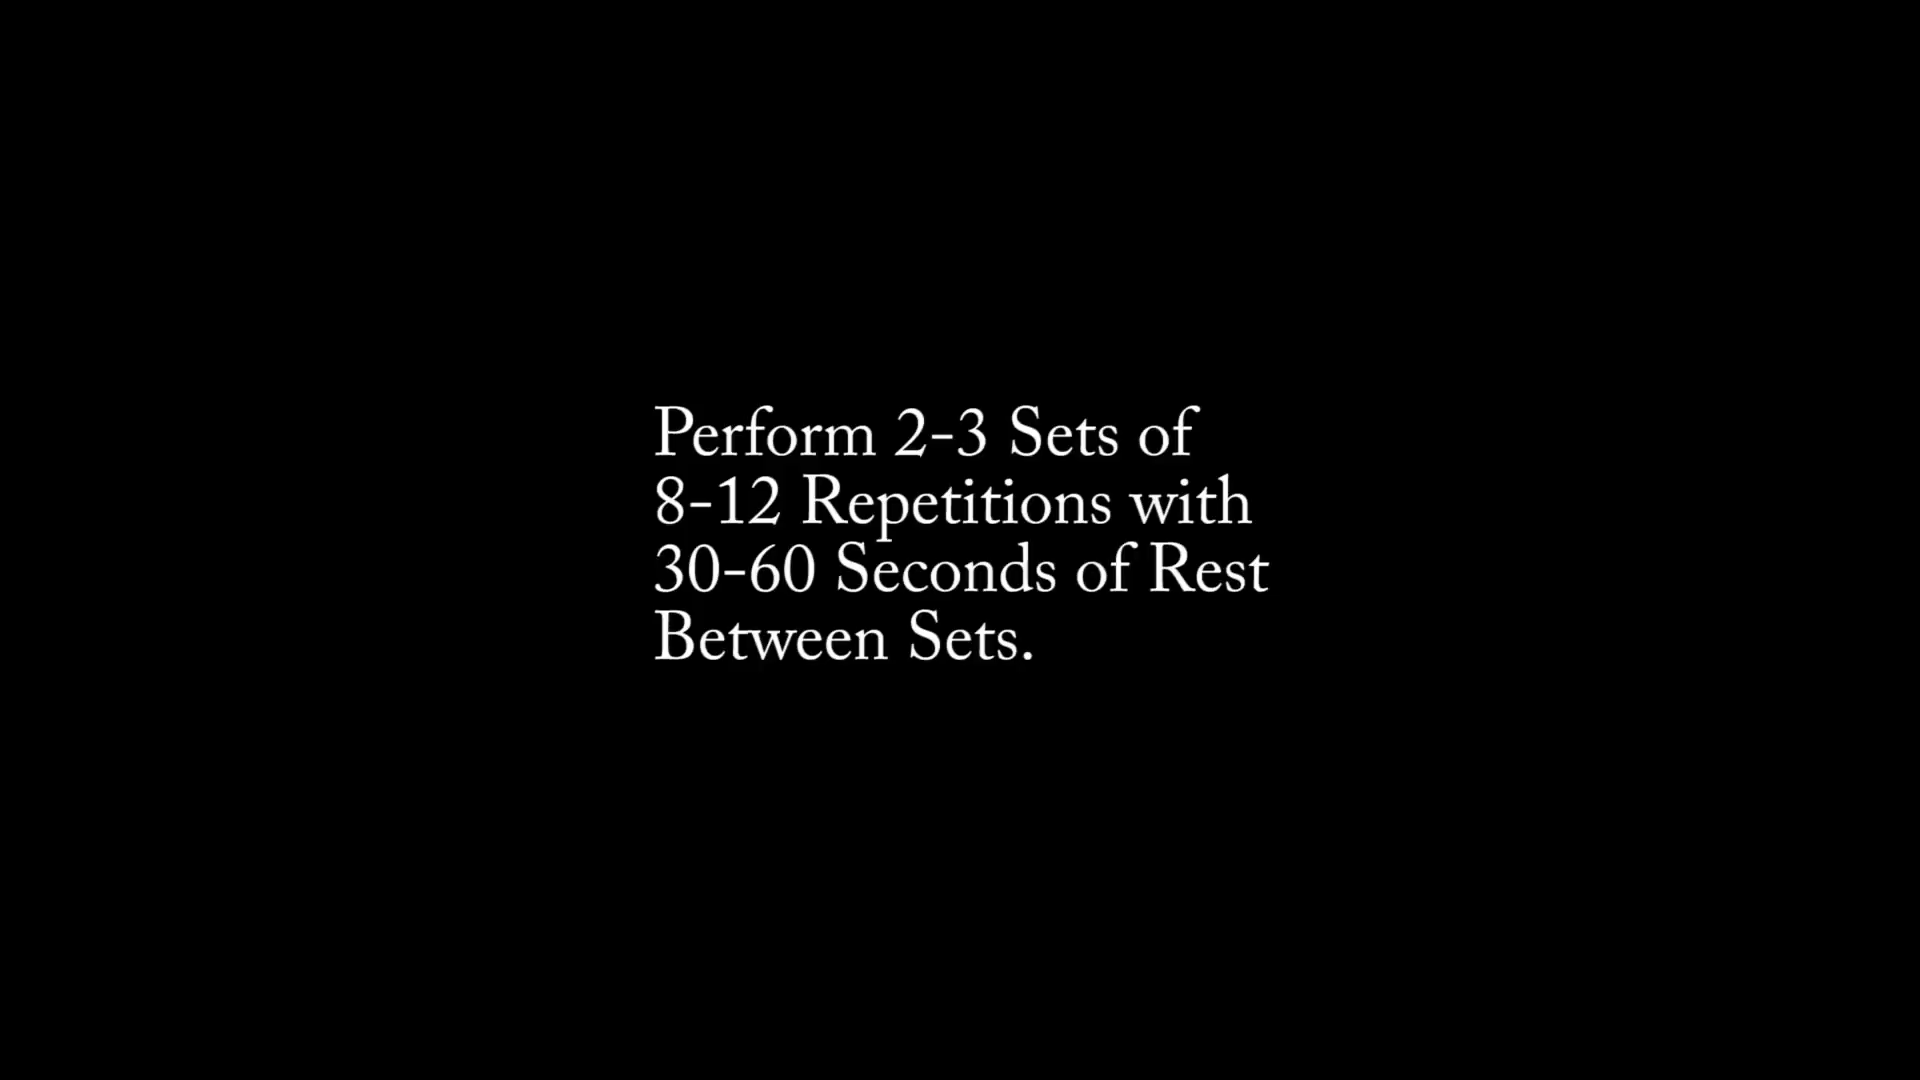 Perform 2-3 Sets of
8-12 Repetitions with
30-60 Seconds of Rest
Between Sets.